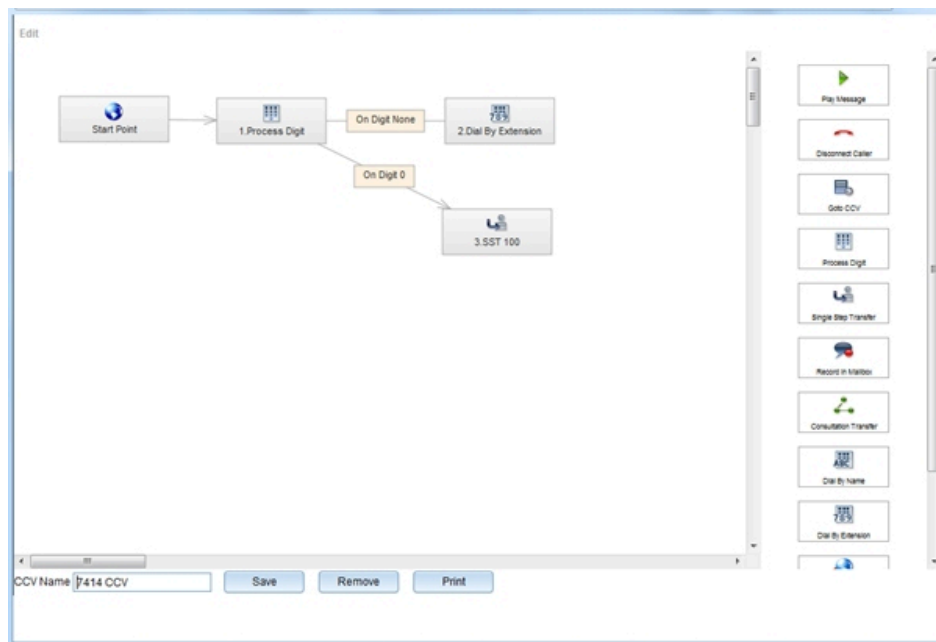 Edit
Start Point
1.Process Digit
On Digit None
2.Dial By Extension
On Digit 0
3.SST 100
Play Message
Disconnect Caller
Goto CCV
Process Digit
Single Step Transfer
Record In Mailbox
Consultation Transfer
ABC
Dial By Name
789
Dial By Extension
CCV Name 7414 CCV
Save
Remove
Print